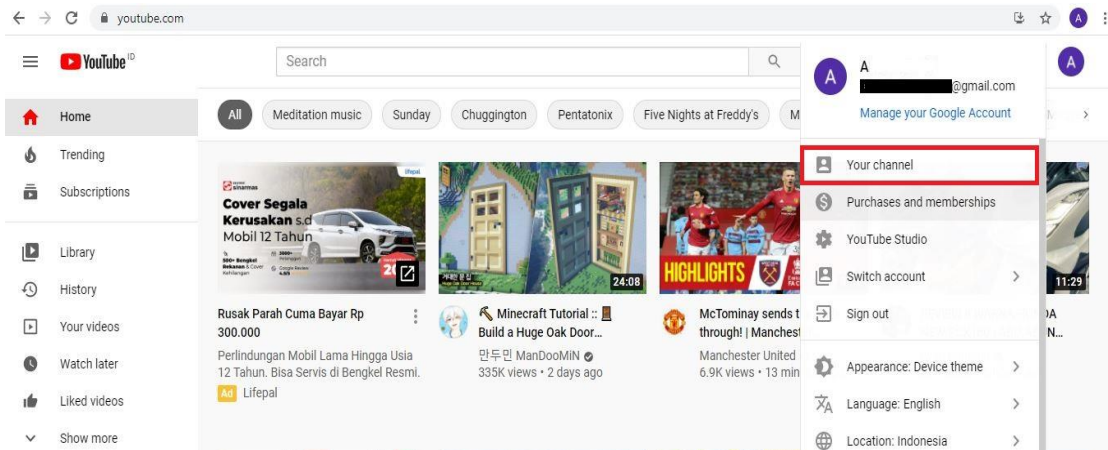 youtube.com
A
YouTube ID
Search
A
A
A
@gmail.com
Manage your Google Account
Home
Trending
Subscriptions
Library
History
Your videos
Watch later
Liked videos
Show more
All
Meditation music
Sunday
Chuggington
Pentatonix
Five Nights at Freddy's
M
Your channel
Purchases and memberships
YouTube Studio
Switch account
Sign out
Appearance: Device theme
Language: English
Location: Indonesia
lifepal
sinarmas
Cover Segala
Kerusakan s.d
Mobil 12 Tahun
24:08
HIGHLIGHTS
11:29
Rusak Parah Cuma Bayar Rp
300.000
Perlindungan Mobil Lama Hingga Usia
12 Tahun. Bisa Servis di Bengkel Resmi.
Ad Lifepal
Minecraft Tutorial ::
Build a Huge Oak Door...
만두민 ManDooMiN
335K views • 2 days ago
McTominay sends t
through! | Manchest
Manchester United
6.9K views • 13 min